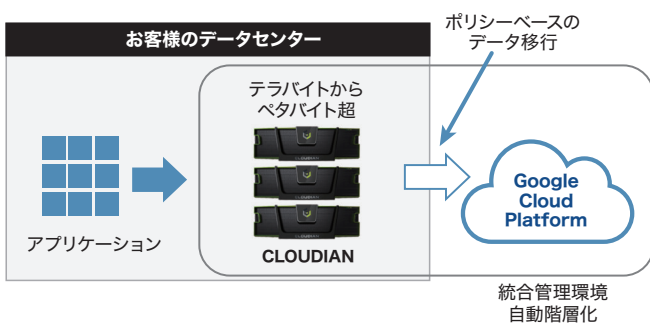 ポリシーベースの
データ移行
お客様のデータセンター
テラバイトから
ペタバイト超
アプリケーション
CLOUDIAN
Google
Cloud
Platform
統合管理環境
自動階層化